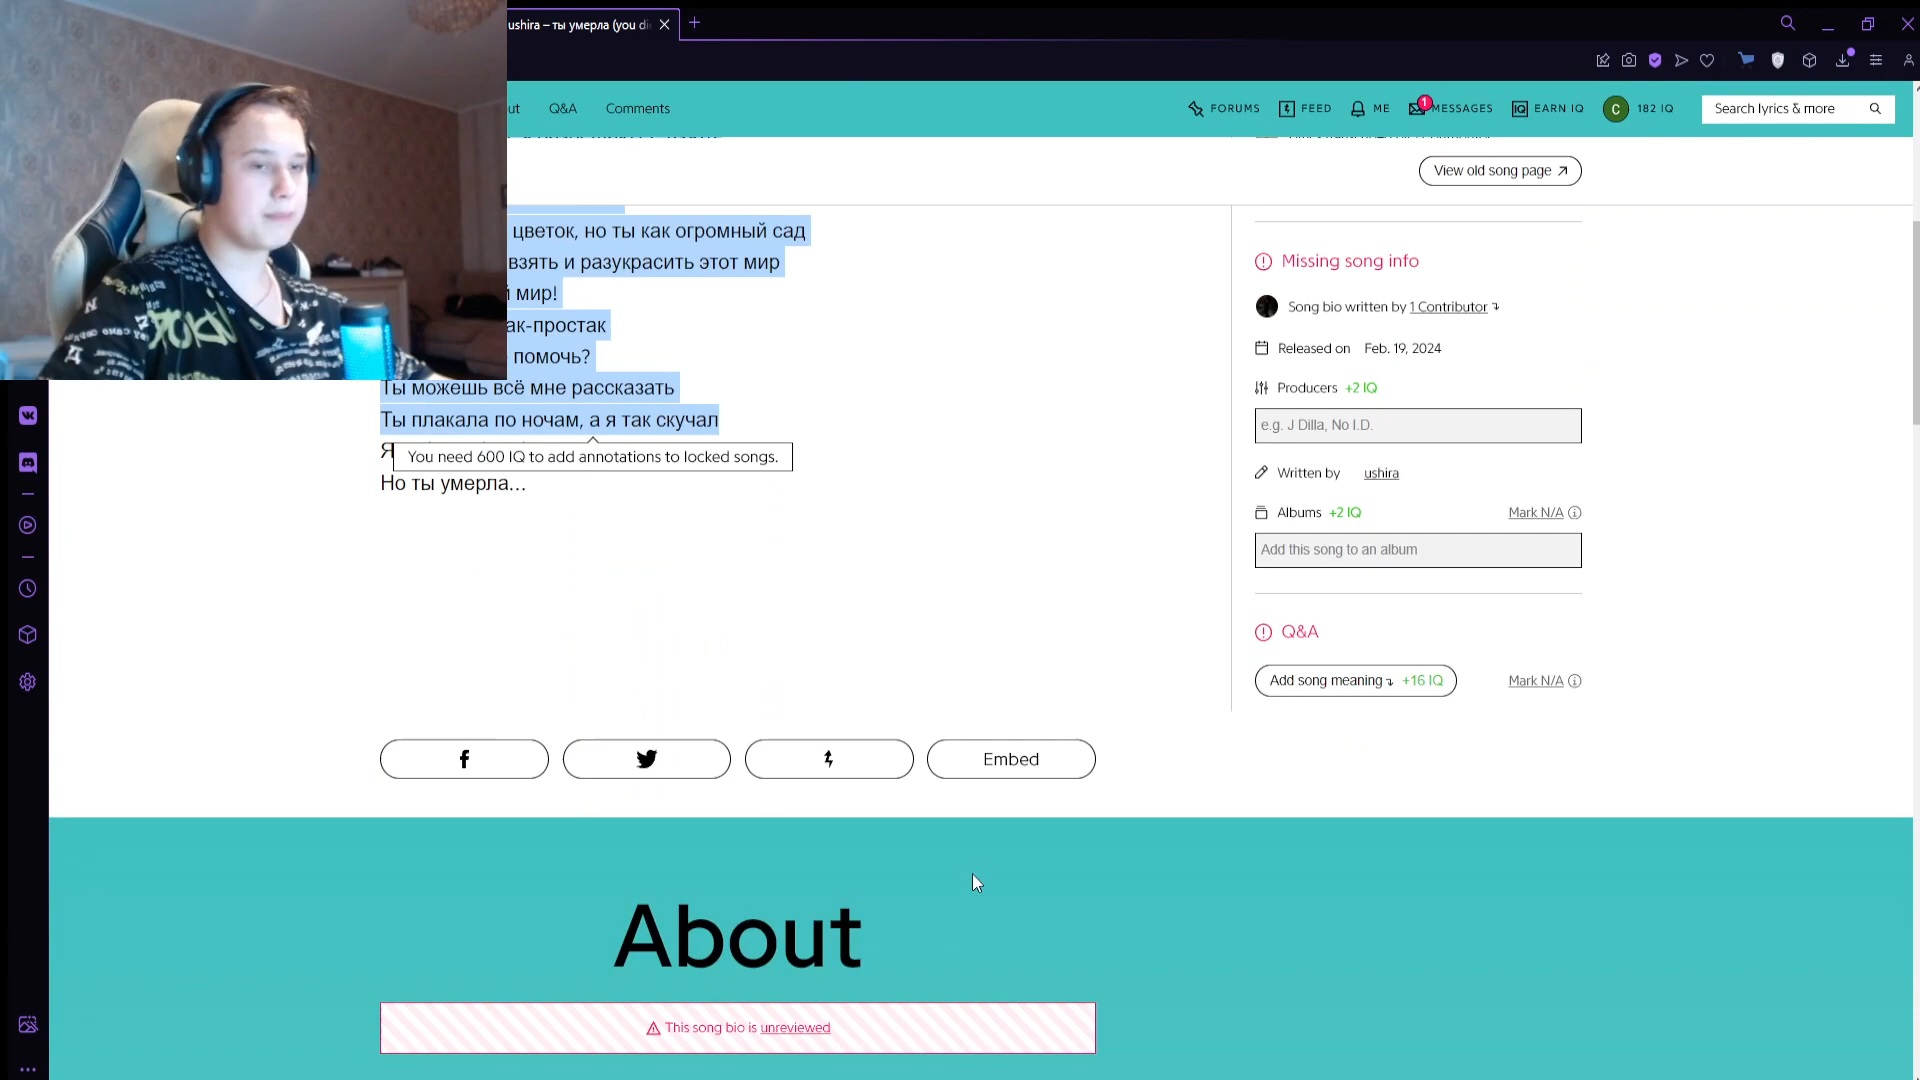 ushira – ты умерла (you di
ut Q&A Comments
FORUMS FEED 1 ME MESSAGES EARN IQ C 182 IQ Search lyrics & more
View old song page
цветок, но ты как огромный сад
взять и разукрасить этот мир
й мир!
ак-простак
помочь?
Ты можешь всё мне рассказать
Ты плакала по ночам, а я так скучал
Я
You need 600 IQ to add annotations to locked songs.
Но ты умерла...
Missing song info
Song bio written by 1 Contributor
Released on Feb. 19, 2024
Producers +2 IQ
e.g. J Dilla, No I.D.
Written by ushira
Albums +2 IQ Mark N/A
Add this song to an album
Q&A
Add song meaning +16 IQ Mark N/A
Embed
About
This song bio is unreviewed